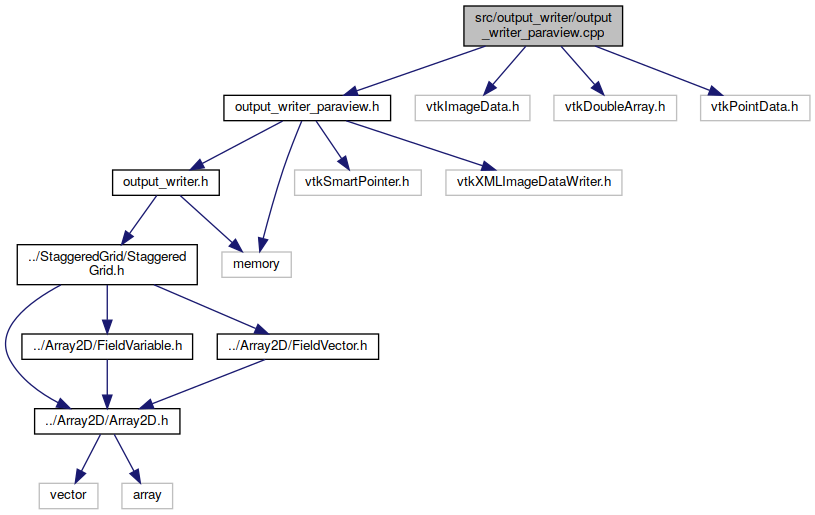 src/output_writer/output
_writer_paraview.cpp
output_writer_paraview.h
vtkImageData.h
vtkDoubleArray.h
vtkPointData.h
output_writer.h
vtkSmartPointer.h
vtkXMLImageDataWriter.h
../StaggeredGrid/Staggered
Grid.h
memory
../Array2D/FieldVariable.h
../Array2D/FieldVector.h
../Array2D/Array2D.h
vector
array